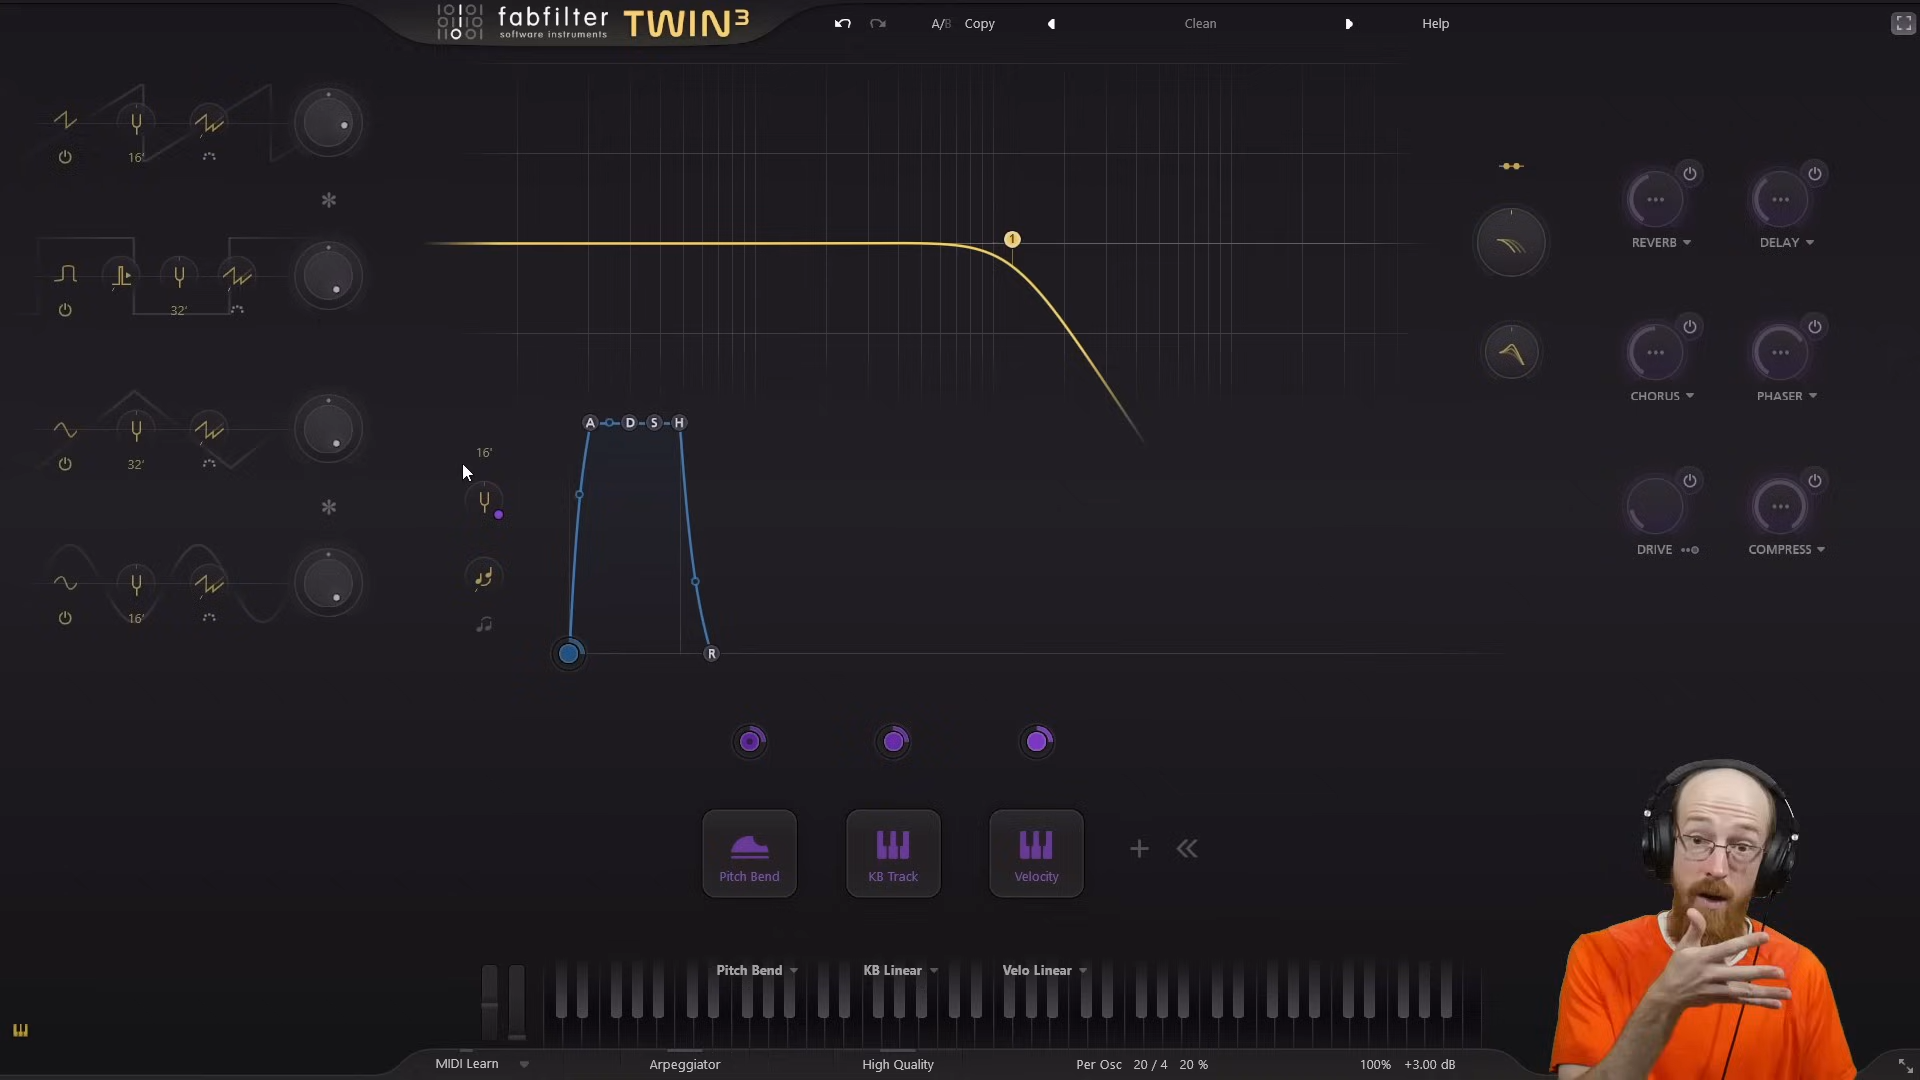 fabfilter
software instruments
TWIN3
A/B Copy
Clean
Help
16'
REVERB
DELAY
32'
CHORUS
PHASER
A D S H
16'
32'
DRIVE
COMPRESS
16'
R
Pitch Bend
KB Track
Velocity
Pitch Bend
KB Linear
Velo Linear
MIDI Learn
Arpeggiator
High Quality
Per Osc 20 / 4 20 %
100% +3.00 dB
1